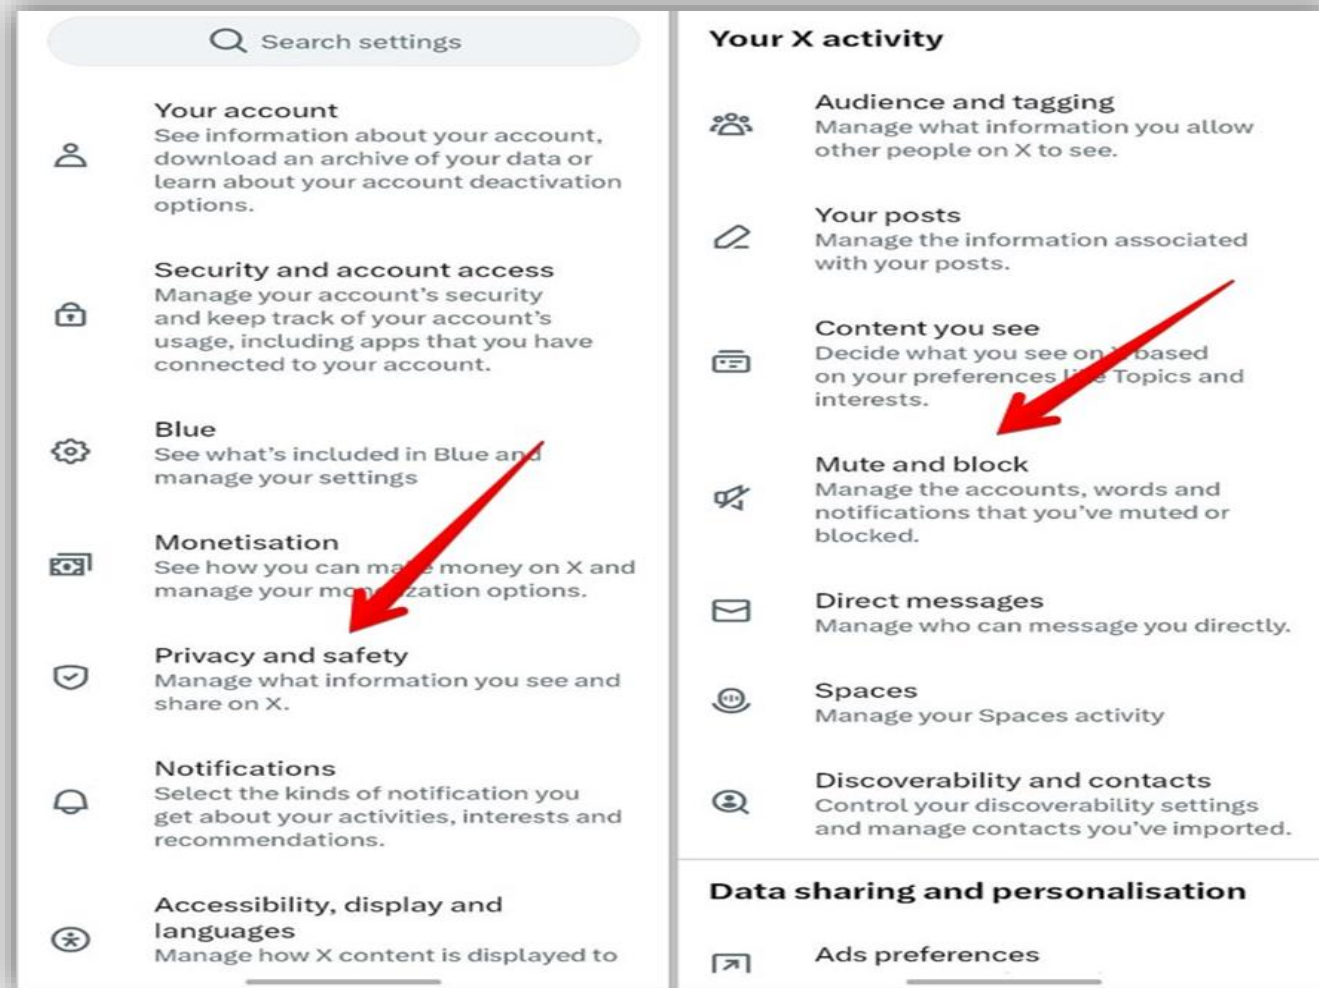 Search settings
Your account
See information about your account,
download an archive of your data or
learn about your account deactivation
options.
Security and account access
Manage your account's security
and keep track of your account's
usage, including apps that you have
connected to your account.
Blue
See what's included in Blue and
manage your settings
Monetisation
See how you can make money on X and
manage your monetization options.
Privacy and safety
Manage what information you see and
share on X.
Notifications
Select the kinds of notification you
get about your activities, interests and
recommendations.
Accessibility, display and
languages
Manage how X content is displayed to
Your X activity
Audience and tagging
Manage what information you allow
other people on X to see.
Your posts
Manage the information associated
with your posts.
Content you see
Decide what you see on X based
on your preferences like Topics and
interests.
Mute and block
Manage the accounts, words and
notifications that you've muted or
blocked.
Direct messages
Manage who can message you directly.
Spaces
Manage your Spaces activity
Discoverability and contacts
Control your discoverability settings
and manage contacts you've imported.
Data sharing and personalisation
Ads preferences